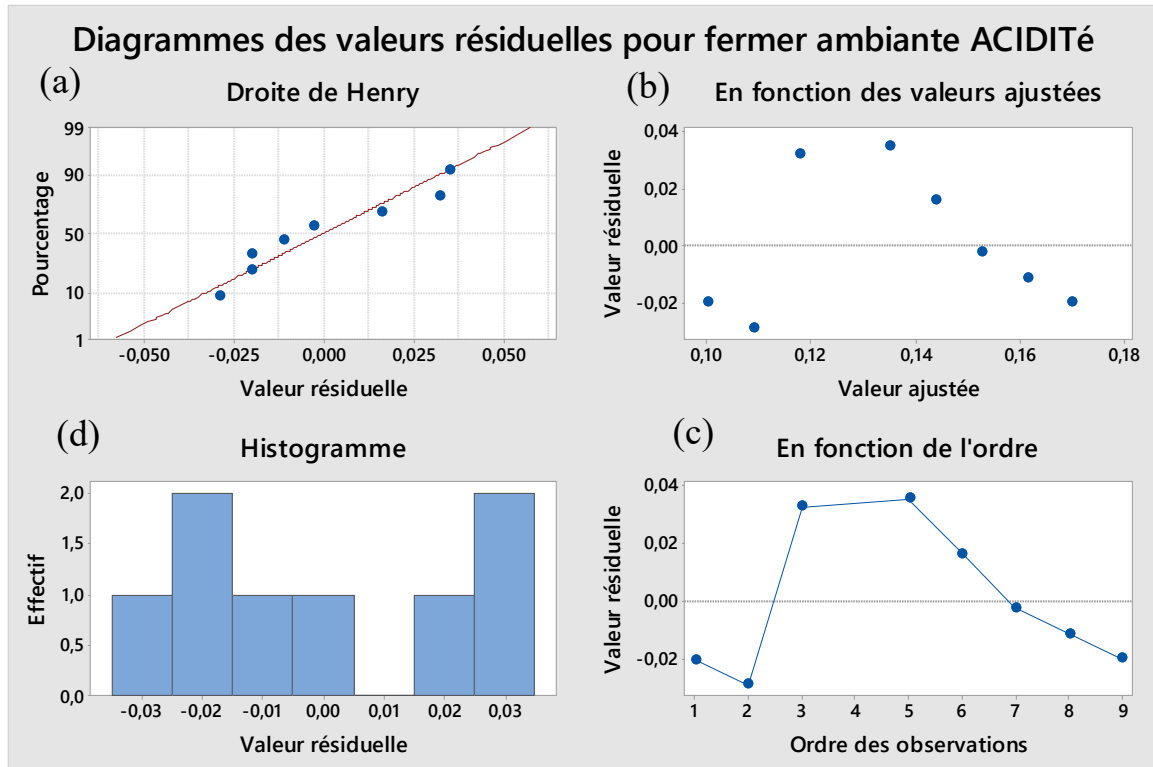 Diagrammes des valeurs résiduelles pour fermer ambiante ACIDITé
(a)
Droite de Henry
Pourcentage
99
90
50
10
1
-0,050 -0,025 0,000 0,025 0,050
Valeur résiduelle
(b)
En fonction des valeurs ajustées
Valeur résiduelle
0,04
0,02
0,00
-0,02
0,10 0,12 0,14 0,16 0,18
Valeur ajustée
(d)
Histogramme
Effectif
2,0
1,5
1,0
0,5
0,0
-0,03 -0,02 -0,01 0,00 0,01 0,02 0,03
Valeur résiduelle
(c)
En fonction de l'ordre
Valeur résiduelle
0,04
0,02
0,00
-0,02
1 2 3 4 5 6 7 8 9
Ordre des observations